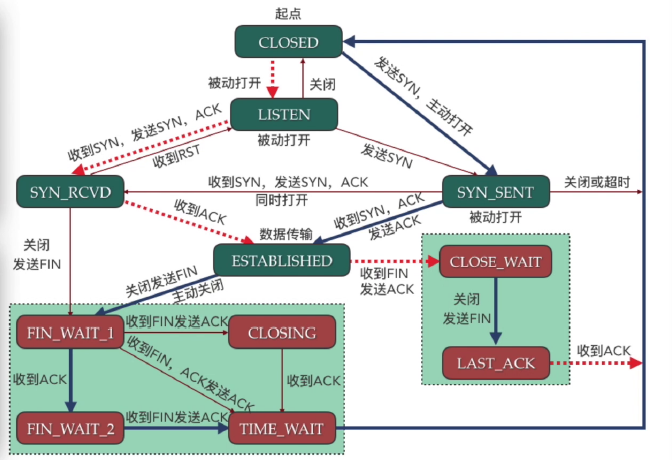 起点
CLOSED
被动打开
关闭
发送SYN，主动打开
收到SYN，发送SYN，ACK
LISTEN
被动打开
收到RST
发送SYN
SYN_RCVD
收到SYN，发送SYN，ACK
同时打开
SYN_SENT
被动打开
关闭或超时
收到ACK
收到SYN，ACK
发送ACK
关闭
发送FIN
数据传输
ESTABLISHED
收到FIN
发送ACK
CLOSE_WAIT
关闭发送FIN
主动关闭
关闭
发送FIN
FIN_WAIT_1
收到FIN发送ACK
CLOSING
收到FIN，ACK发送ACK
LAST_ACK
收到ACK
收到ACK
收到ACK
FIN_WAIT_2
收到FIN发送ACK
TIME_WAIT